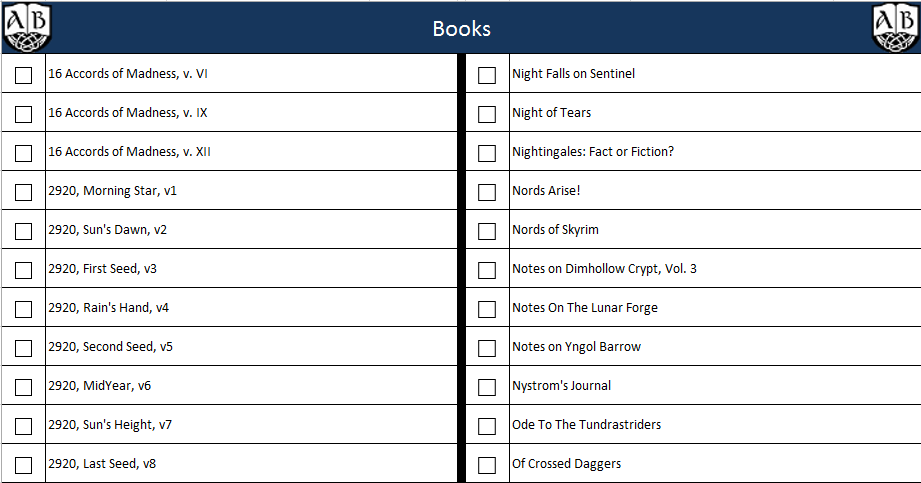 AB
Books
AB
16 Accords of Madness, v. VI
16 Accords of Madness, v. IX
16 Accords of Madness, v. XII
2920, Morning Star, v1
2920, Sun's Dawn, v2
2920, First Seed, v3
2920, Rain's Hand, v4
2920, Second Seed, v5
2920, MidYear, v6
2920, Sun's Height, v7
2920, Last Seed, v8
Night Falls on Sentinel
Night of Tears
Nightingales: Fact or Fiction?
Nords Arise!
Nords of Skyrim
Notes on Dimhollow Crypt, Vol. 3
Notes On The Lunar Forge
Notes on Yngol Barrow
Nystrom's Journal
Ode To The Tundrastriders
Of Crossed Daggers